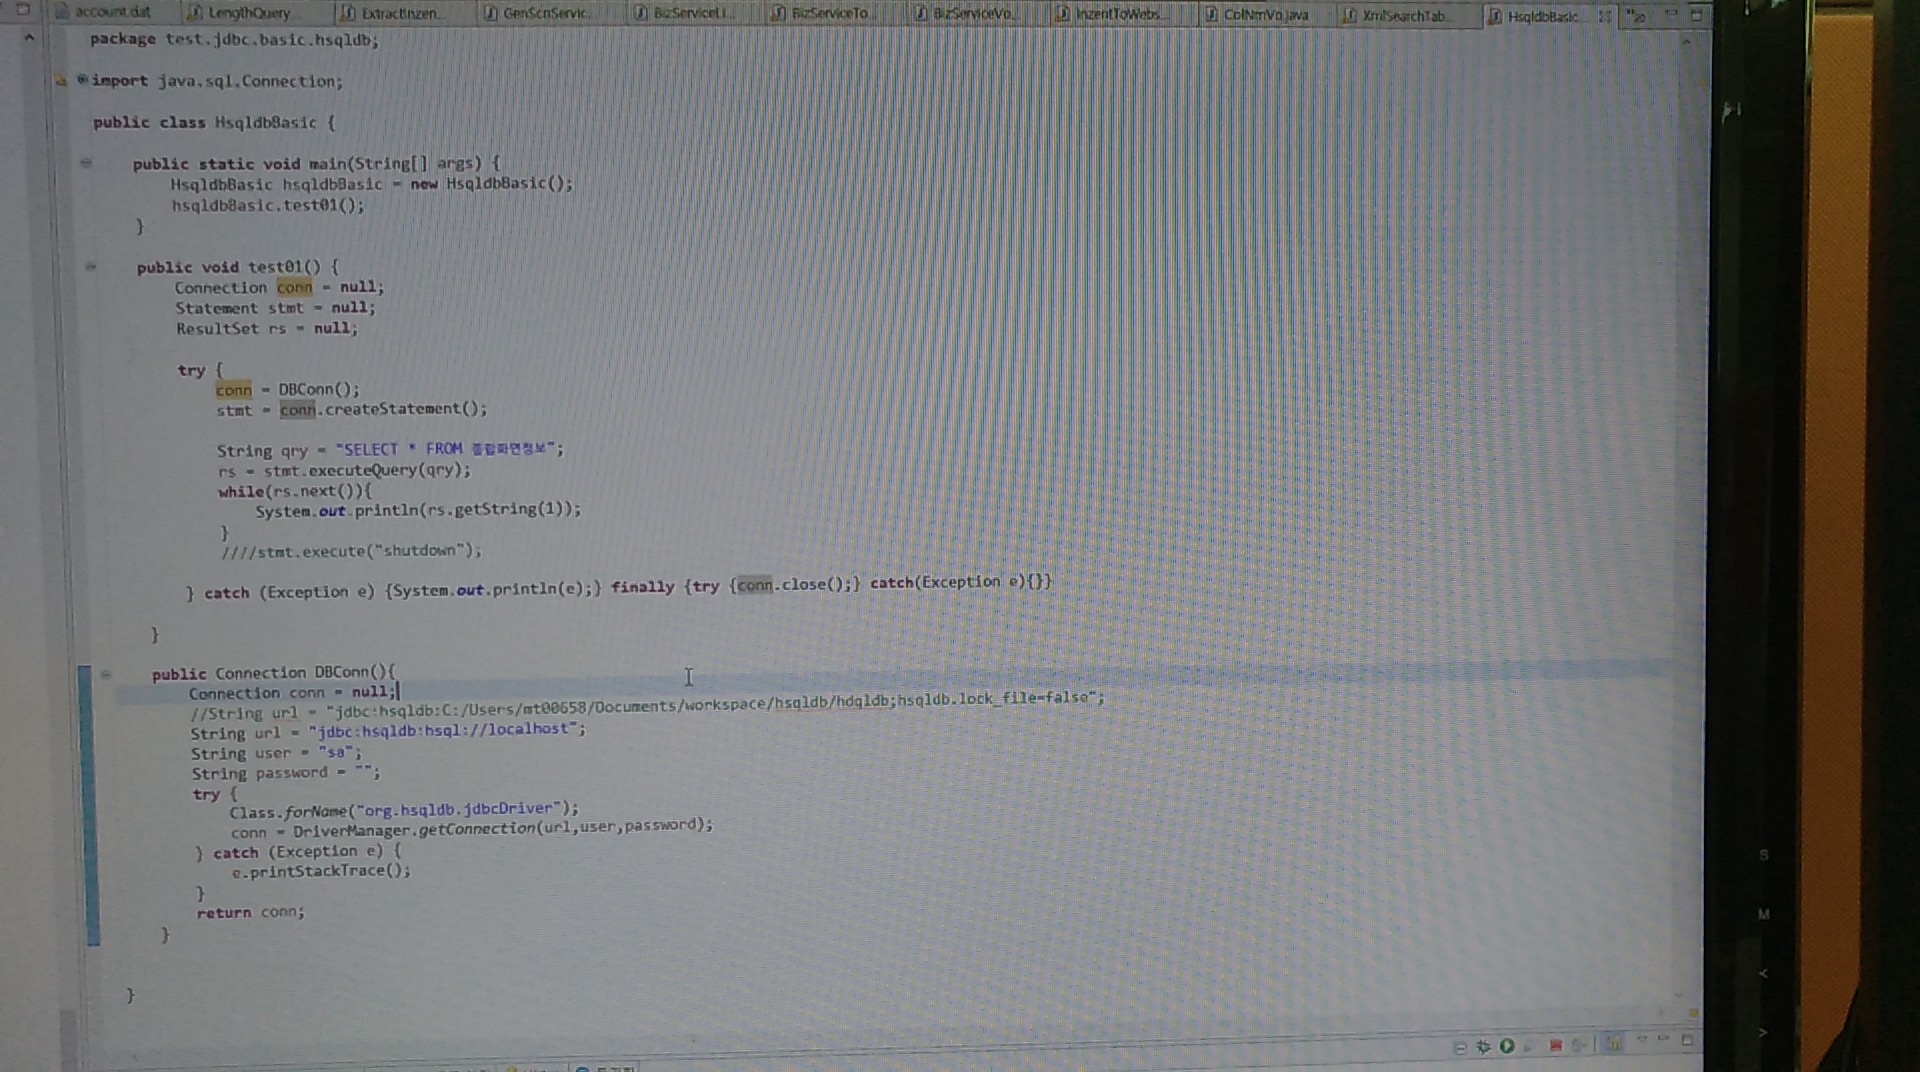 account.dat LengthQuery... ExtractInzen... GenScnServic... BizServiceLi... BizServiceTo... BizServiceVo... InzentToWebs... ColNmVo.java XmlSearchTab... HsqldbBasic... "20
package test.jdbc.basic.hsqldb;
import java.sql.Connection;
public class HsqldbBasic {
public static void main(String[] args) {
HsqldbBasic hsqldbBasic = new HsqldbBasic();
hsqldbBasic.test01();
}
public void test01() {
Connection conn = null;
Statement stmt = null;
ResultSet rs = null;
try {
conn = DBConn();
stmt = conn.createStatement();
String qry = "SELECT * FROM 통합화면정보";
rs = stmt.executeQuery(qry);
while(rs.next()){
System.out.println(rs.getString(1));
}
////stmt.execute("shutdown");
} catch (Exception e) {System.out.println(e);} finally {try {conn.close();} catch(Exception e){}}
}
public Connection DBConn(){
Connection conn = null;
//String url = "jdbc:hsqldb:C:/Users/mt00658/Documents/workspace/hsqldb/hdqldb;hsqldb.lock_file=false";
String url = "jdbc:hsqldb:hsql://localhost";
String user = "sa";
String password = "";
try {
Class.forName("org.hsqldb.jdbcDriver");
conn = DriverManager.getConnection(url,user,password);
} catch (Exception e) {
e.printStackTrace();
}
return conn;
}
}
S
M